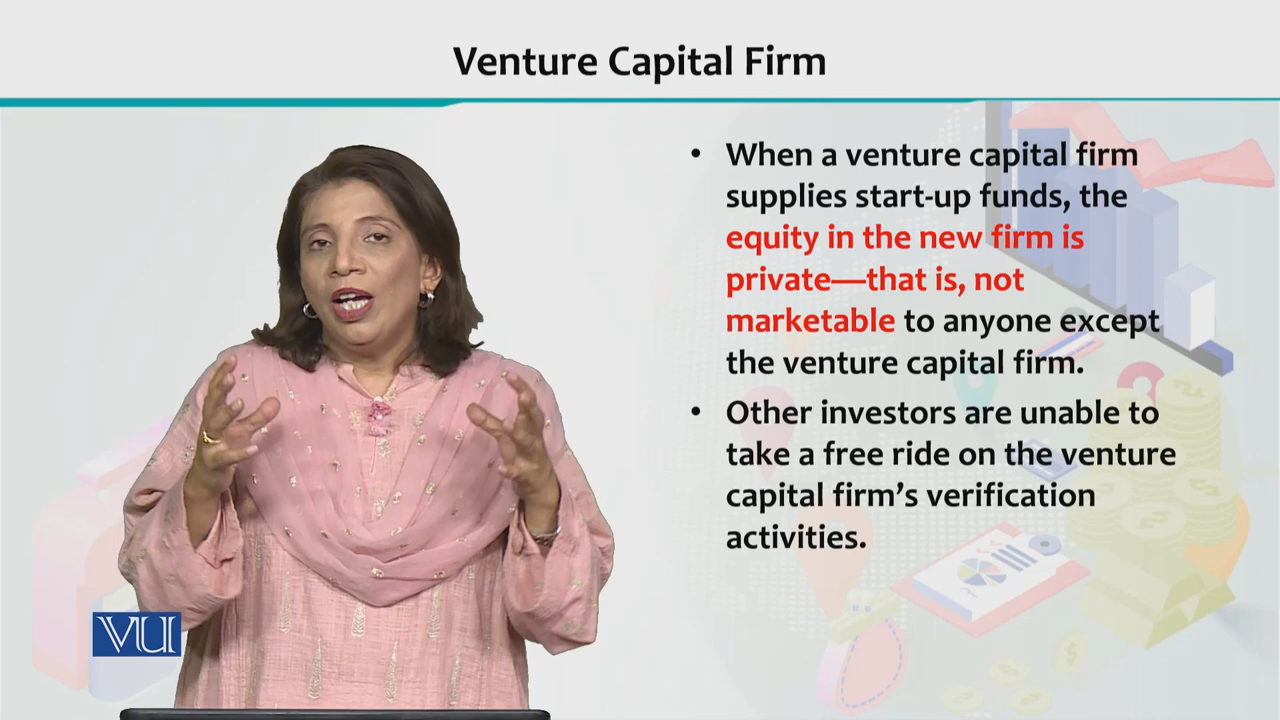 Venture Capital Firm
• When a venture capital firm
supplies start-up funds, the
equity in the new firm is
private—that is, not
marketable to anyone except
the venture capital firm.
• Other investors are unable to
take a free ride on the venture
capital firm’s verification
activities.
VU